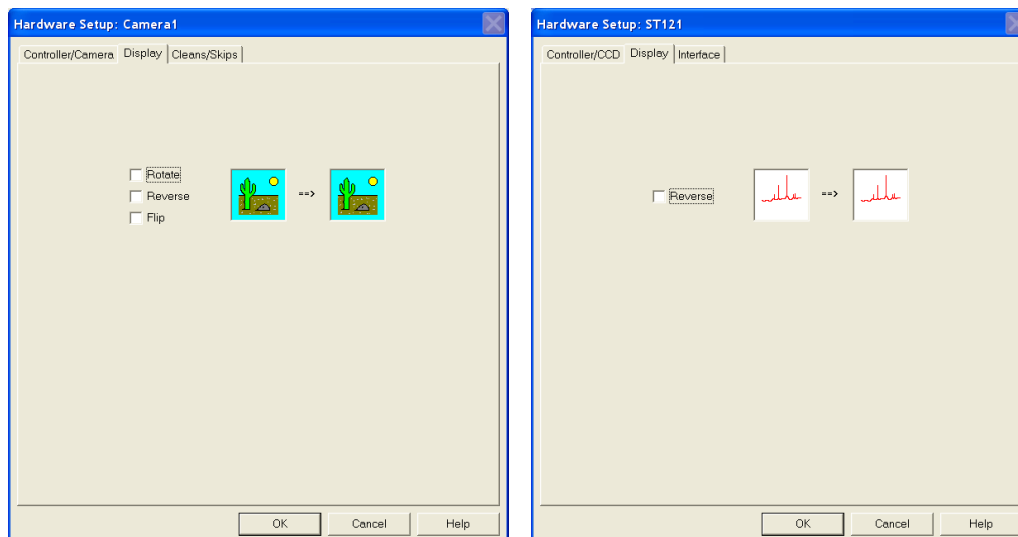 Hardware Setup: Camera1
Controller/Camera Display Cleans/Skips
Rotate
Reverse
Flip
==>
OK Cancel Help
Hardware Setup: ST121
Controller/CCD Display Interface
Reverse
==>
OK Cancel Help